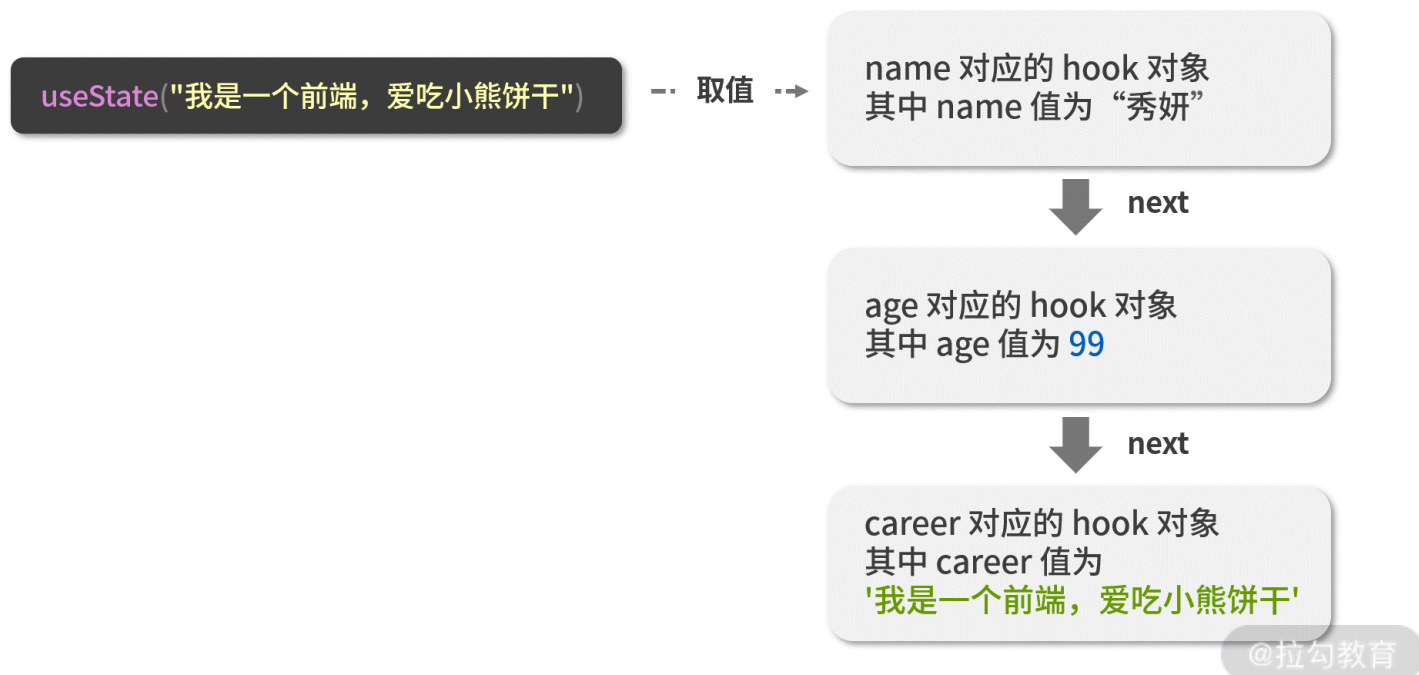 useState("我是一个前端，爱吃小熊饼干")
取值
name 对应的 hook 对象
其中 name 值为“秀妍”
next
age 对应的 hook 对象
其中 age 值为 99
next
career 对应的 hook 对象
其中 career 值为
'我是一个前端，爱吃小熊饼干'
@拉勾教育